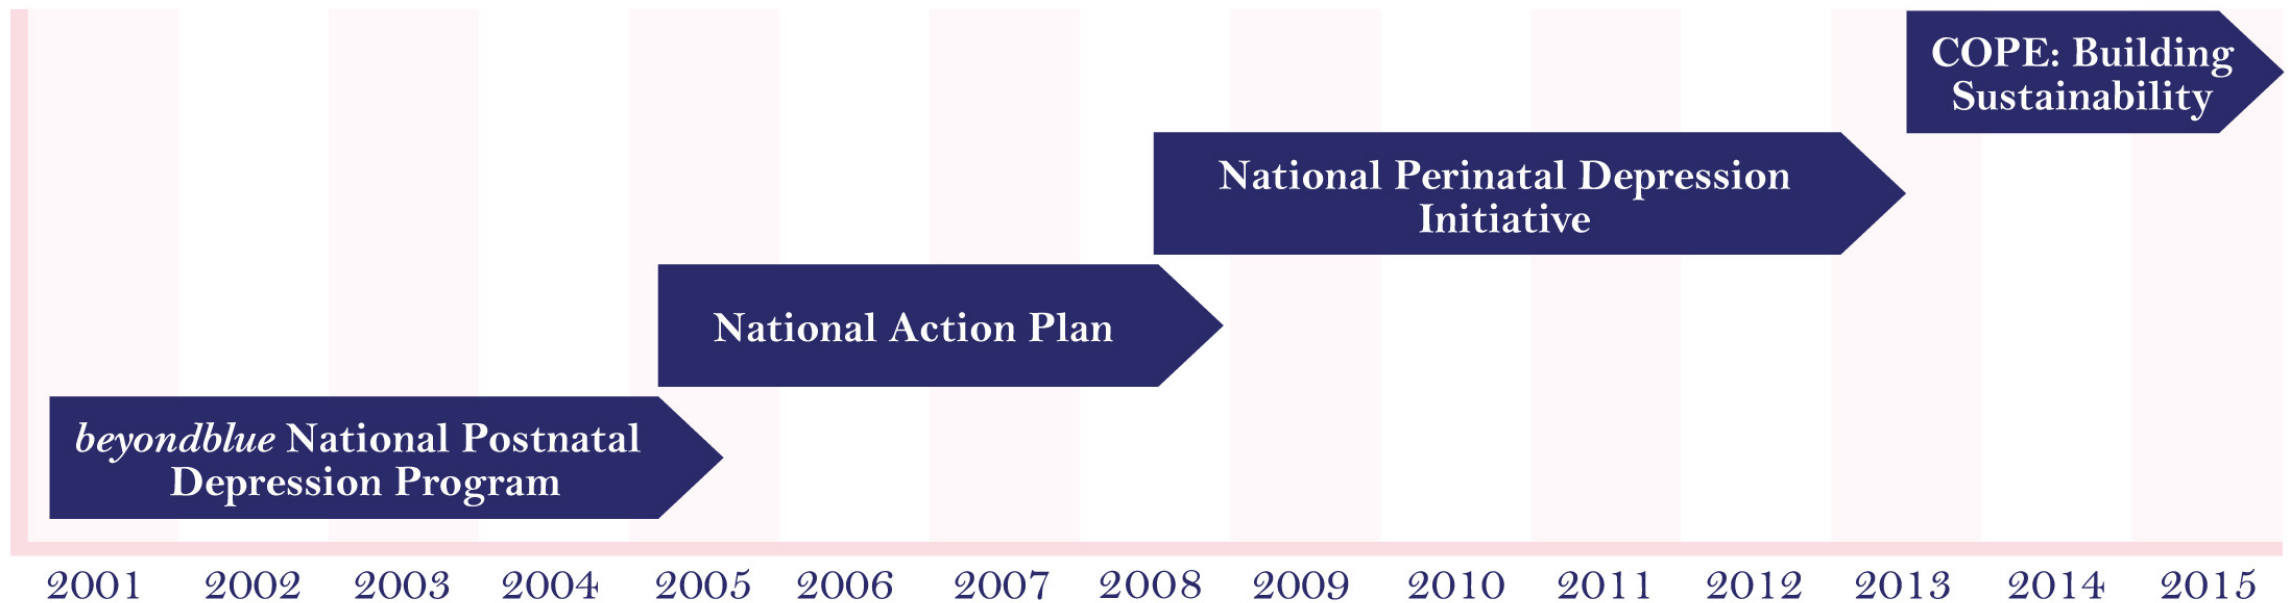 COPE: Building
Sustainability
National Perinatal Depression
Initiative
National Action Plan
beyondblue National Postnatal
Depression Program
2001 2002 2003 2004 2005 2006 2007 2008 2009 2010 2011 2012 2013 2014 2015